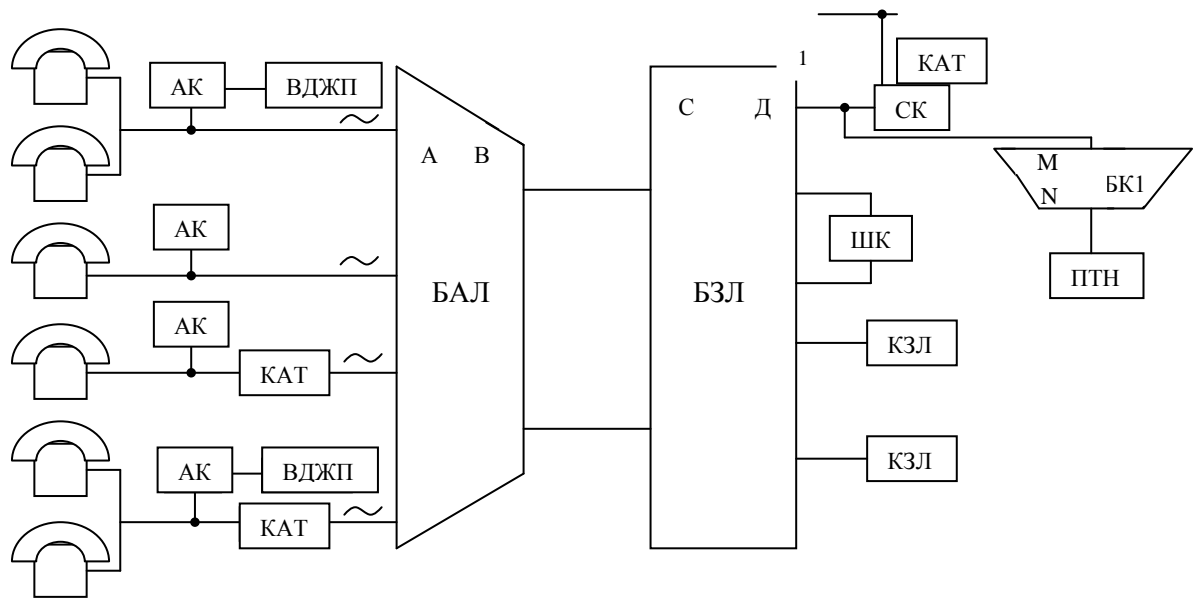 АК ВДЖП
А В
БАЛ
АК
АК
КАТ
АК ВДЖП
КАТ
С Д
1
БЗЛ
КАТ
СК
М
N
БК1
ПТН
ШК
КЗЛ
КЗЛ